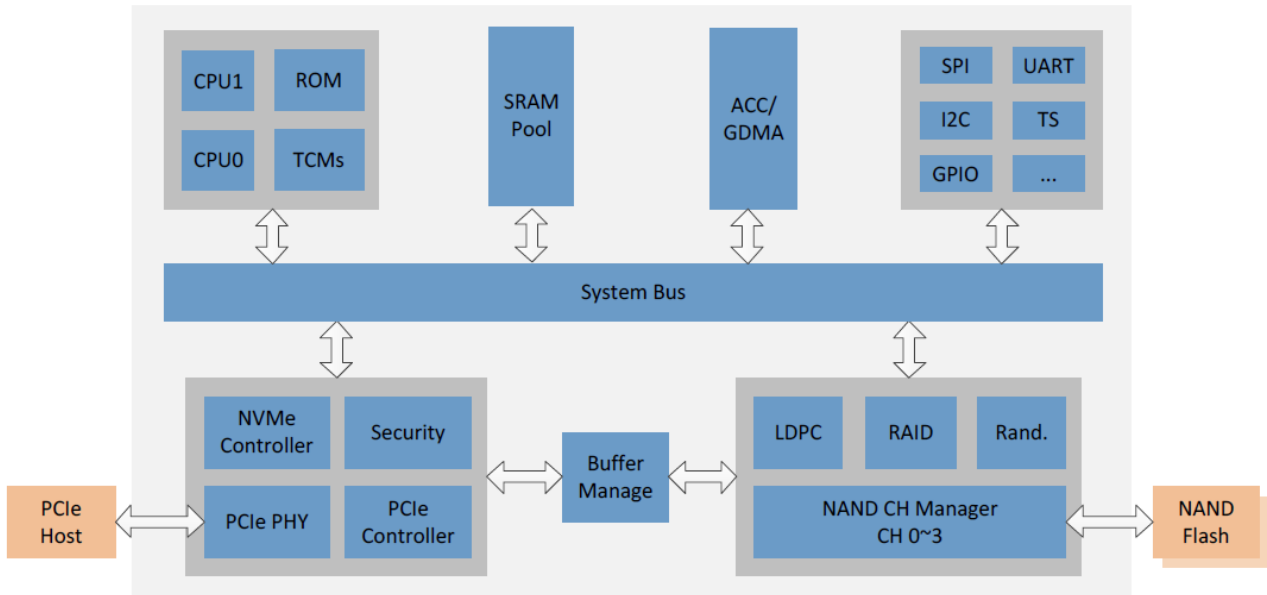 CPU1
ROM
CPU0
TCMs
SRAM
Pool
ACC/
GDMA
SPI
UART
I2C
TS
GPIO
...
System Bus
NVMe
Controller
Security
PCIe PHY
PCIe
Controller
Buffer
Manage
LDPC
RAID
Rand.
NAND CH Manager
CH 0~3
PCIe
Host
NAND
Flash